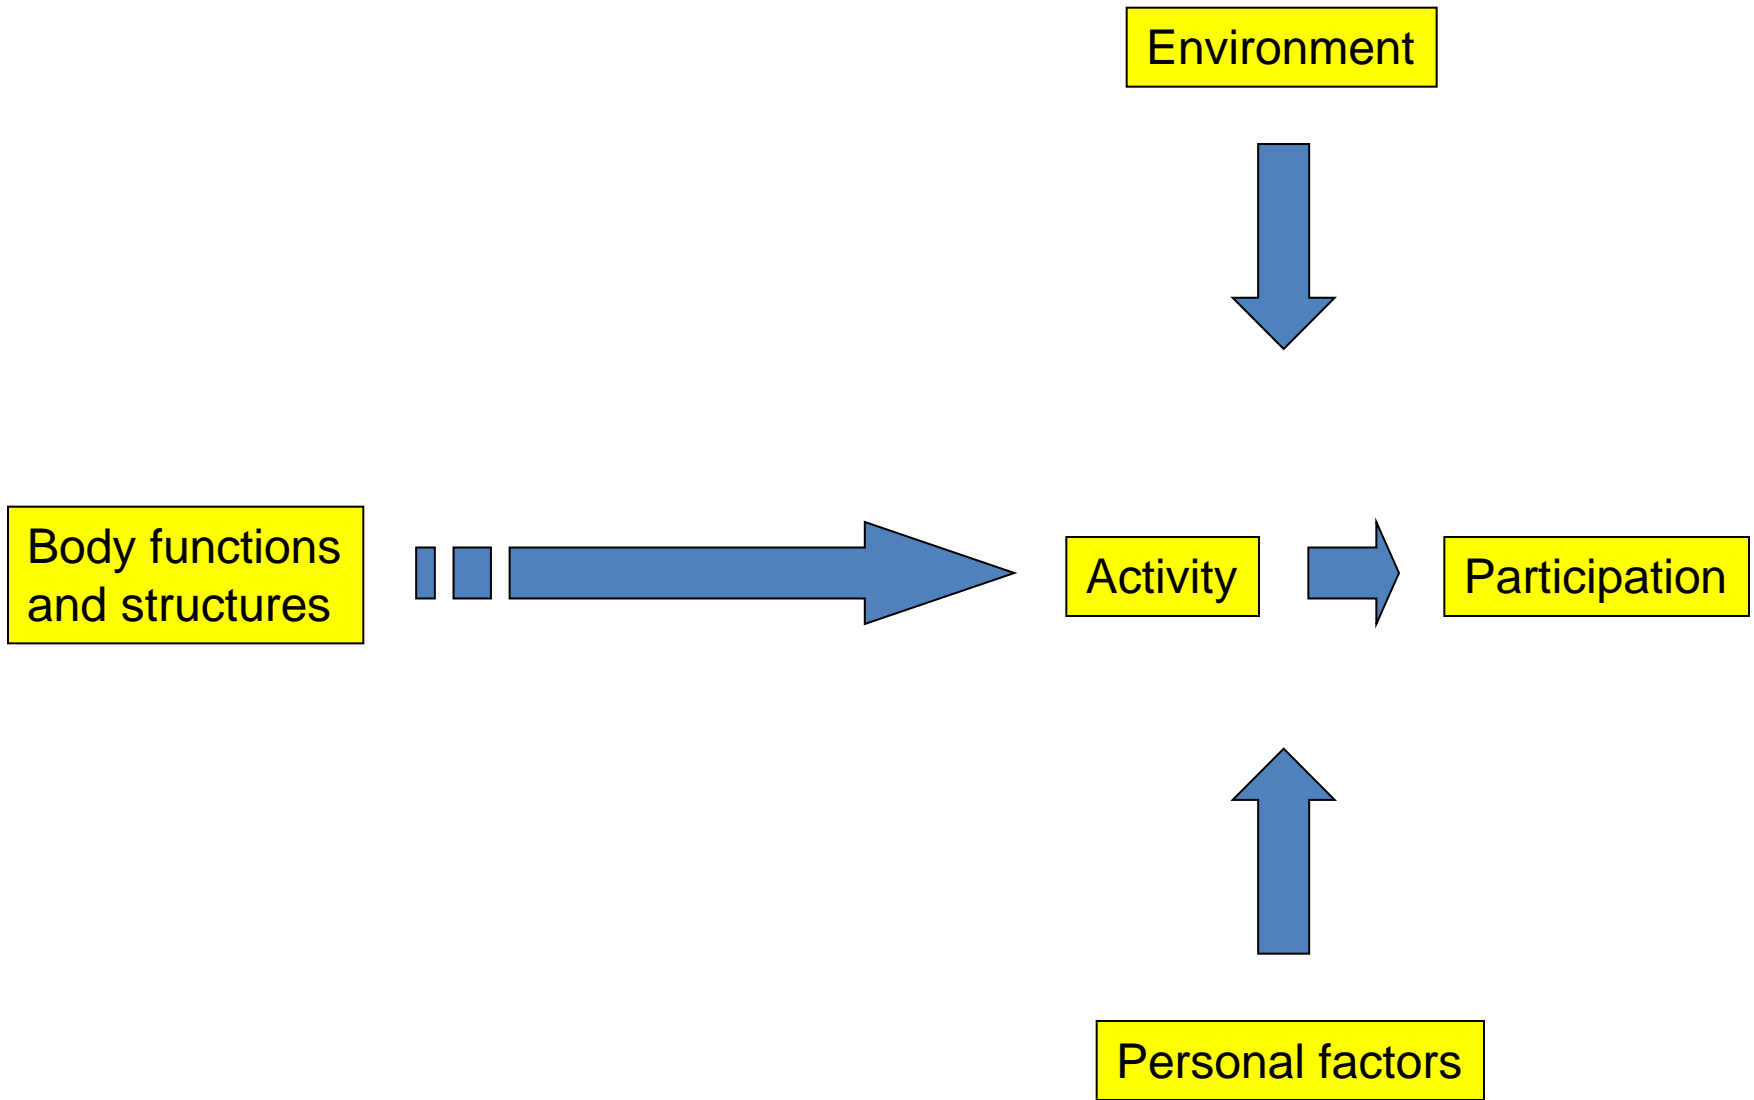 Environment
Body functions
and structures
Activity
Participation
Personal factors